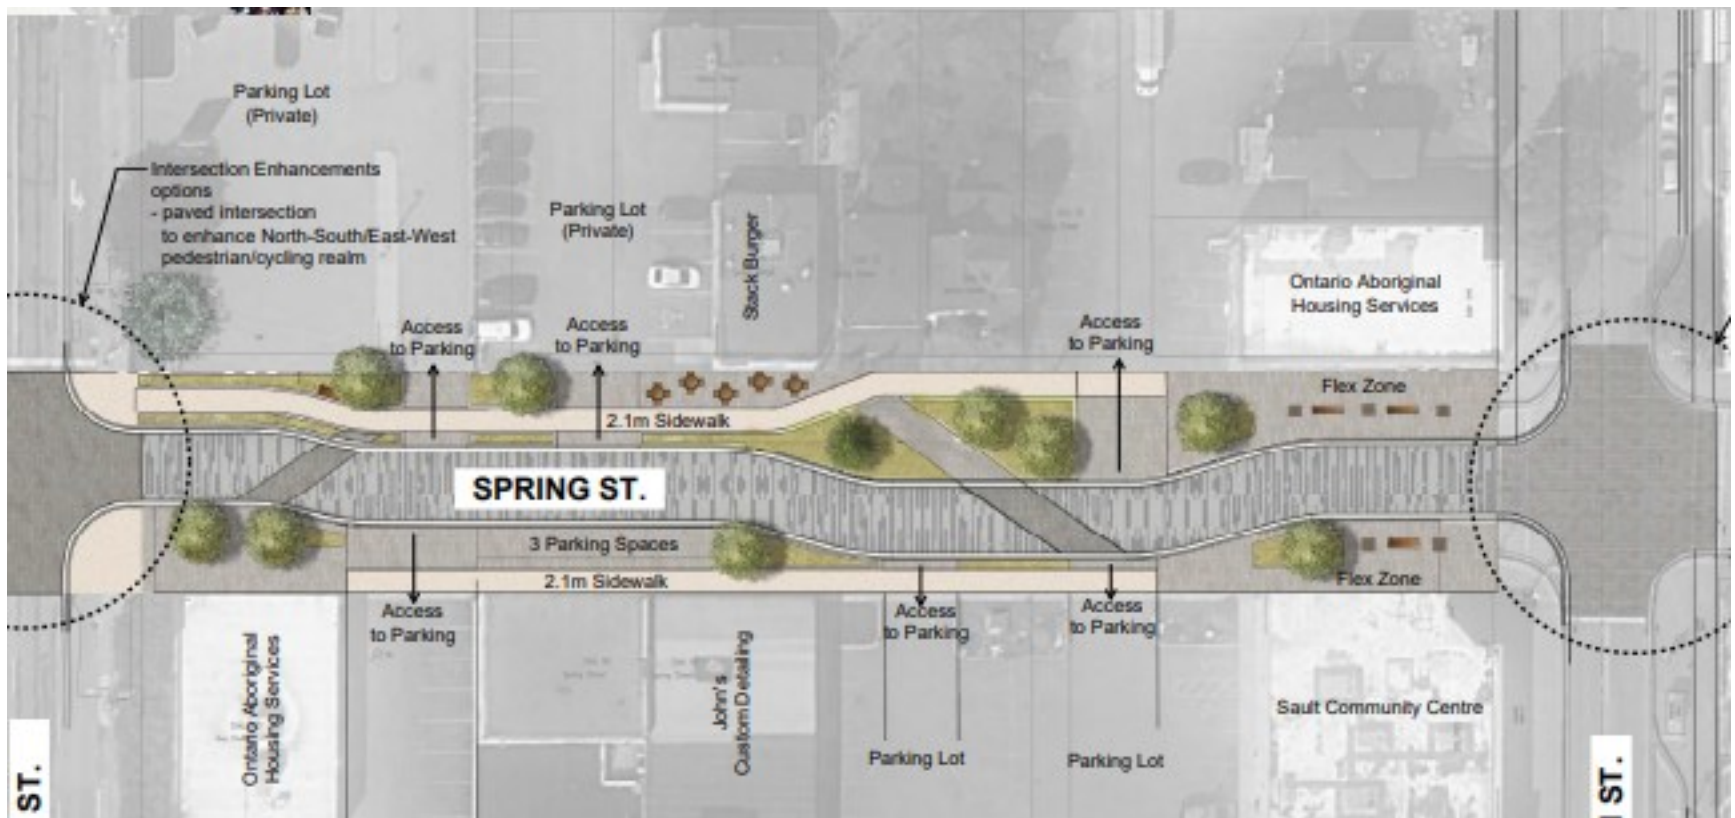 Parking Lot
(Private)
Intersection Enhancements
options
- paved intersection
to enhance North-South/East-West
pedestrian/cycling realm
Parking Lot
(Private)
Stack Burger
Ontario Aboriginal
Housing Services
Access
to Parking
Access
to Parking
Access
to Parking
Flex Zone
2.1m Sidewalk
SPRING ST.
3 Parking Spaces
2.1m Sidewalk
Flex Zone
Access
to Parking
Access
to Parking
Access
to Parking
Ontario Aboriginal
Housing Services
John's
Custom Detailing
Sault Community Centre
Parking Lot
Parking Lot
ST.
ST.